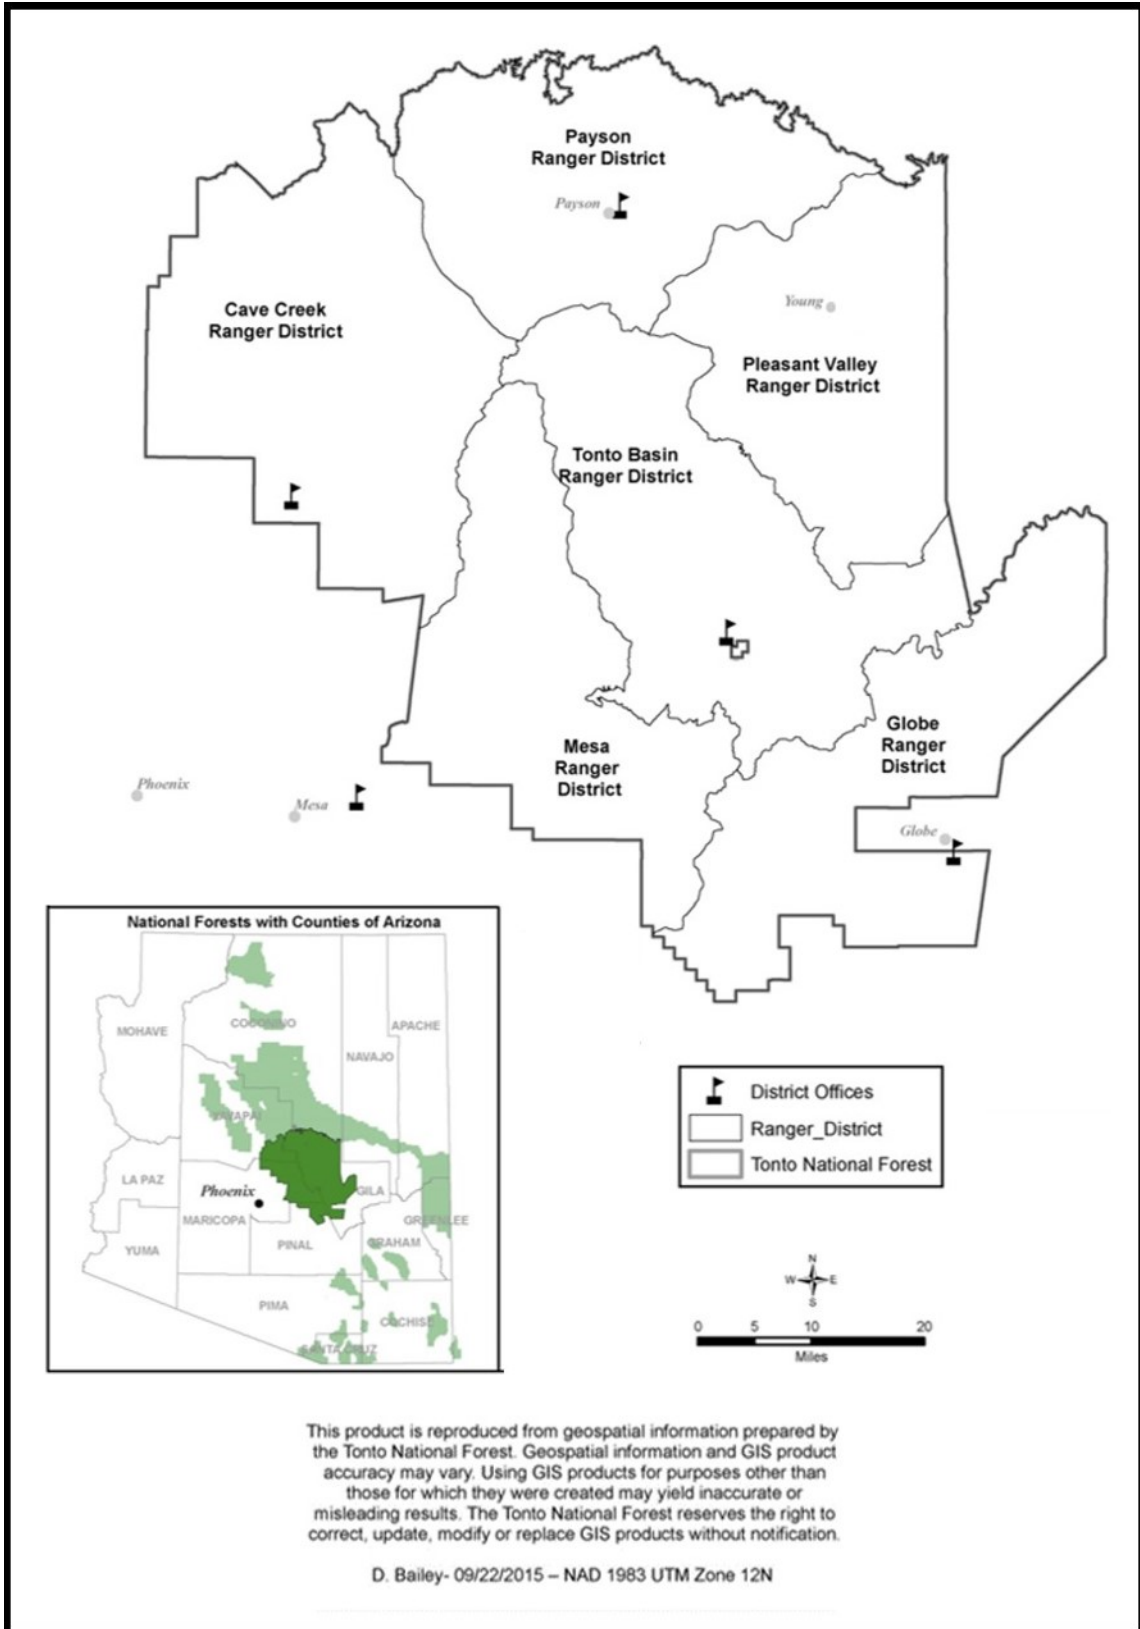 Payson
Ranger District
Payson
Cave Creek
Ranger District
Young
Pleasant Valley
Ranger District
Tonto Basin
Ranger District
Globe
Ranger
District
Mesa
Ranger
District
Phoenix
Mesa
Globe
National Forests with Counties of Arizona
MOHAVE
COCONINO
APACHE
NAVAJO
YAVAPAI
LA PAZ
Phoenix
GILA
MARICOPA
GREENLEE
YUMA
PINAL
GRAHAM
PIMA
COCHISE
SANTA CRUZ
District Offices
Ranger_District
Tonto National Forest
N
W E
S
0 5 10 20
Miles
This product is reproduced from geospatial information prepared by
the Tonto National Forest. Geospatial information and GIS product
accuracy may vary. Using GIS products for purposes other than
those for which they were created may yield inaccurate or
misleading results. The Tonto National Forest reserves the right to
correct, update, modify or replace GIS products without notification.
D. Bailey- 09/22/2015 – NAD 1983 UTM Zone 12N